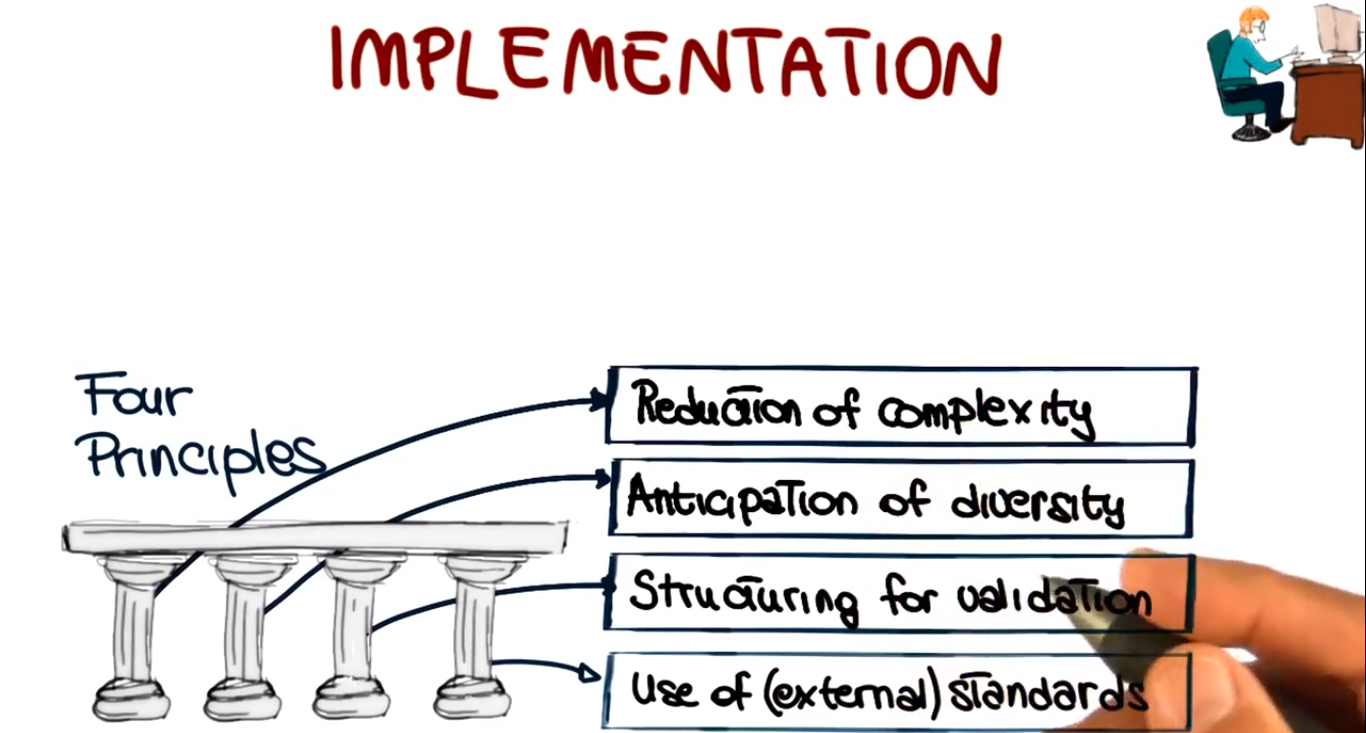 IMPLEMENTATION
Four
Principles
Reduction of complexity
Anticipation of diversity
Structuring for validation
Use of (external) standards